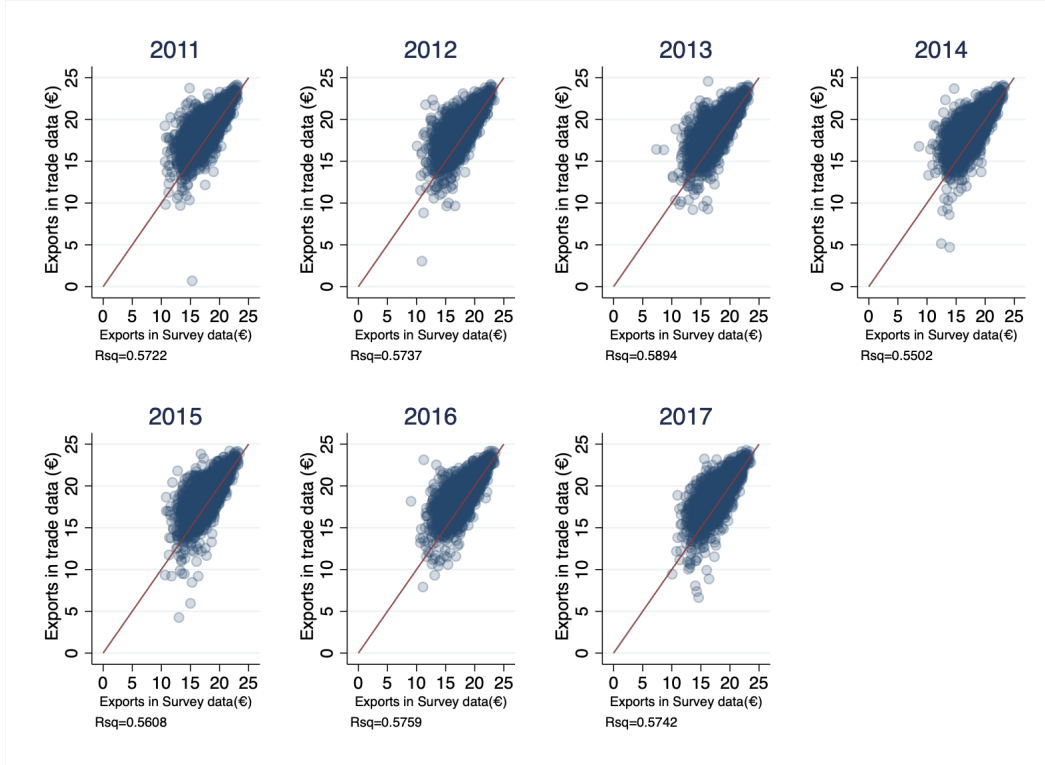 2011
2012
2013
2014
Exports in trade data (€)
25
20
15
10
5
0
0 5 10 15 20 25
Exports in Survey data(€)
Rsq=0.5722
Exports in trade data (€)
25
20
15
10
5
0
0 5 10 15 20 25
Exports in Survey data(€)
Rsq=0.5737
Exports in trade data (€)
25
20
15
10
5
0
0 5 10 15 20 25
Exports in Survey data(€)
Rsq=0.5894
Exports in trade data (€)
25
20
15
10
5
0
0 5 10 15 20 25
Exports in Survey data(€)
Rsq=0.5502
2015
2016
2017
Exports in trade data (€)
25
20
15
10
5
0
0 5 10 15 20 25
Exports in Survey data(€)
Rsq=0.5608
Exports in trade data (€)
25
20
15
10
5
0
0 5 10 15 20 25
Exports in Survey data(€)
Rsq=0.5759
Exports in trade data (€)
25
20
15
10
5
0
0 5 10 15 20 25
Exports in Survey data(€)
Rsq=0.5742